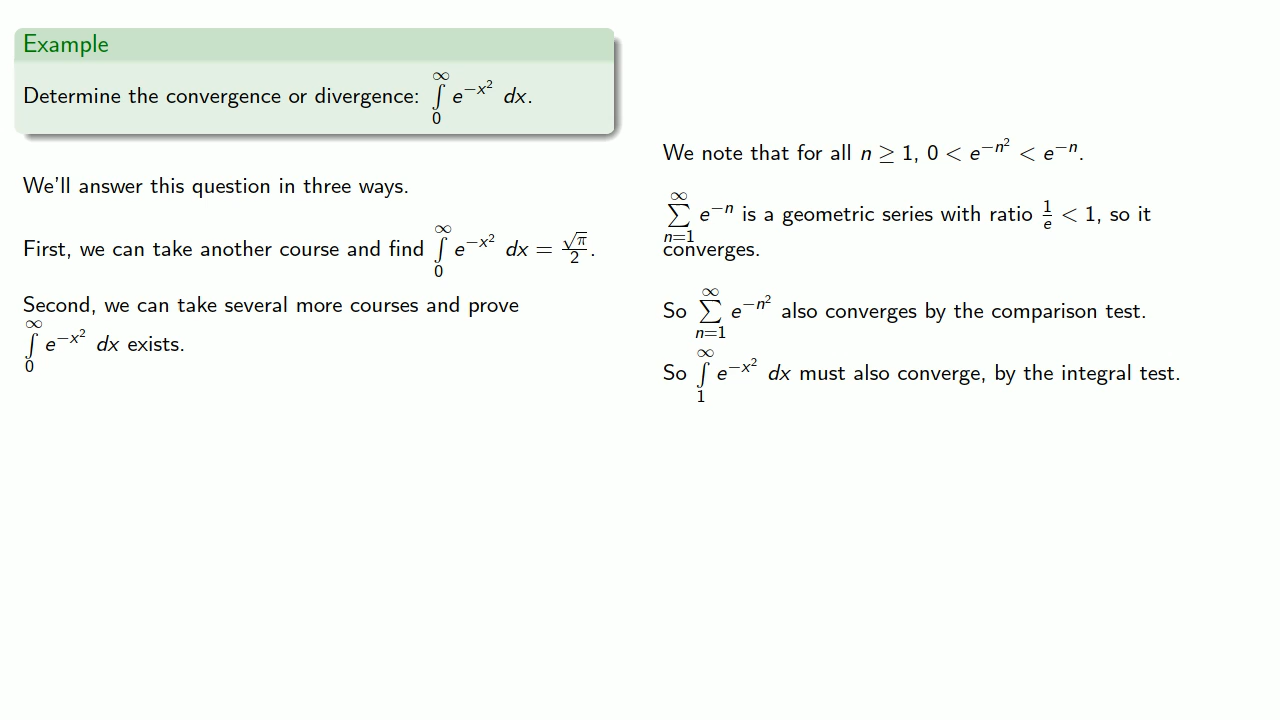 Example
Determine the convergence or divergence: ∫₀^∞ e^{−x²} dx.
We'll answer this question in three ways.
First, we can take another course and find ∫₀^∞ e^{−x²} dx = √π/2.
Second, we can take several more courses and prove
∫₀^∞ e^{−x²} dx exists.
We note that for all n ≥ 1, 0 < e^{−n²} < e^{−n}.
∑_{n=1}^∞ e^{−n} is a geometric series with ratio 1/e < 1, so it
converges.
So ∑_{n=1}^∞ e^{−n²} also converges by the comparison test.
So ∫₁^∞ e^{−x²} dx must also converge, by the integral test.